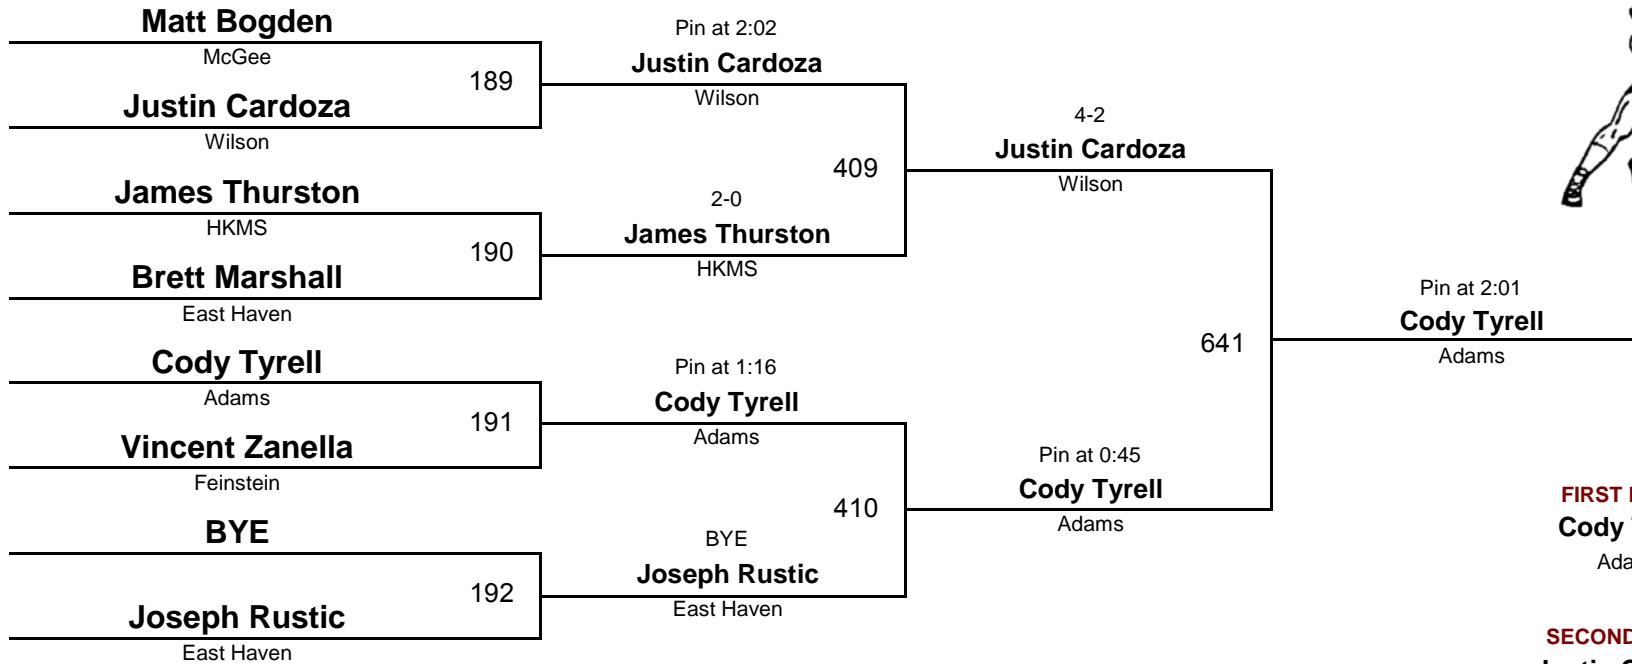 Matt Bogden
McGee
189
Justin Cardoza
Wilson
James Thurston
HKMS
190
Brett Marshall
East Haven
Cody Tyrell
Adams
191
Vincent Zanella
Feinstein
BYE
192
Joseph Rustic
East Haven
Pin at 2:02
Justin Cardoza
Wilson
409
2-0
James Thurston
HKMS
Pin at 1:16
Cody Tyrell
Adams
410
BYE
Joseph Rustic
East Haven
4-2
Justin Cardoza
Wilson
641
Pin at 0:45
Cody Tyrell
Adams
Pin at 2:01
Cody Tyrell
Adams
FIRST
Cody
SECOND